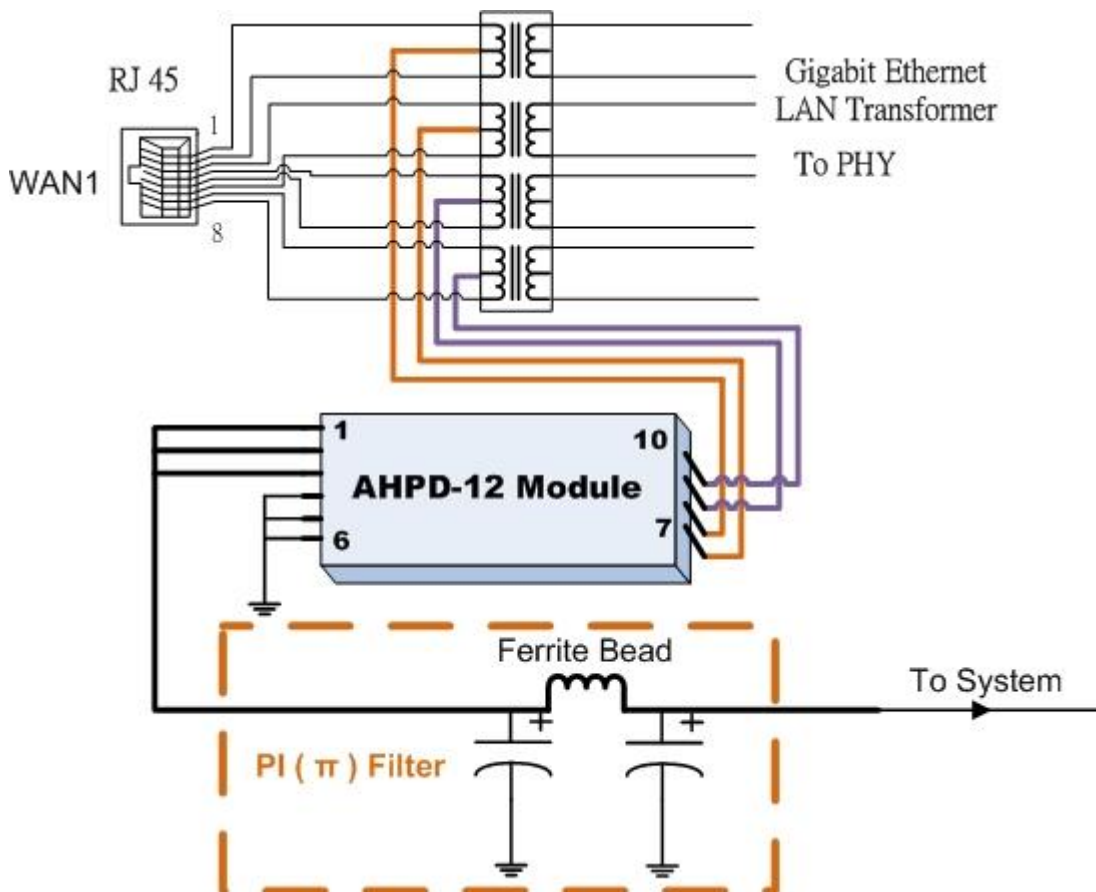 RJ 45
1
WAN1
8
Gigabit Ethernet
LAN Transformer
To PHY
1
10
AHPD-12 Module
7
6
Ferrite Bead
To System
+
+
PI ( π ) Filter